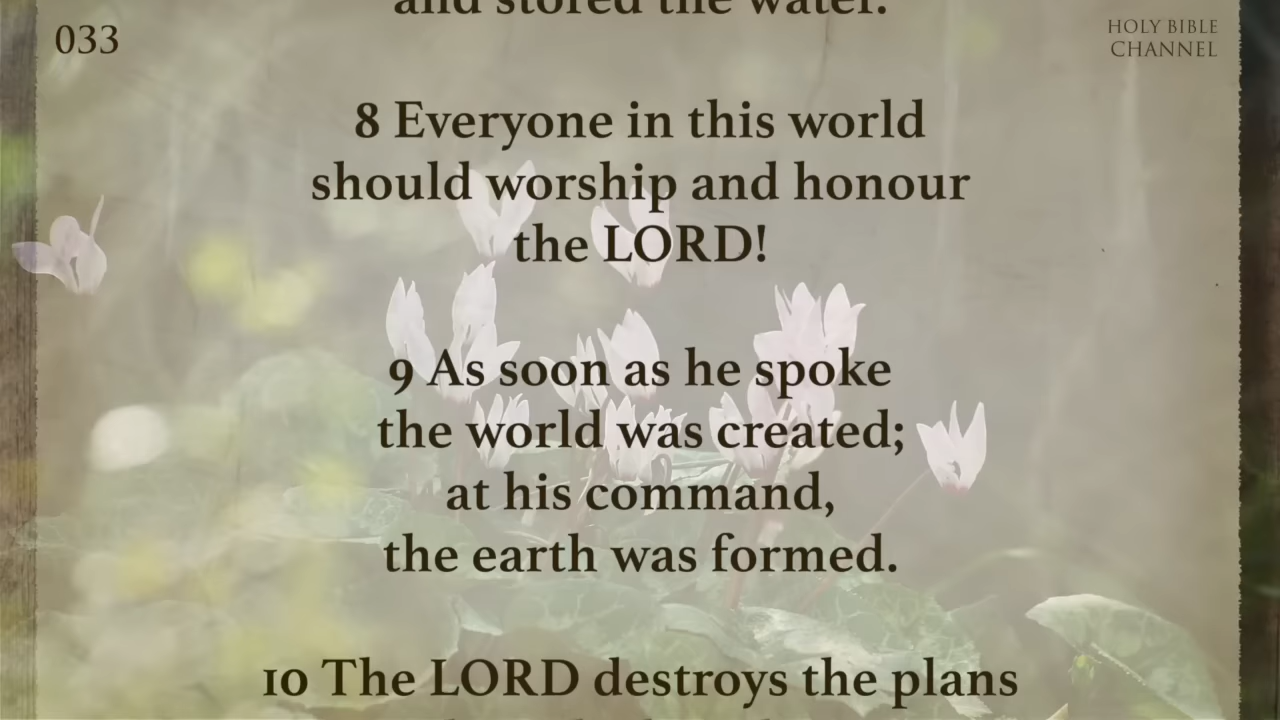 and stored the water.
033
HOLY BIBLE
CHANNEL
8 Everyone in this world
should worship and honour
the LORD!
9 As soon as he spoke
the world was created;
at his command,
the earth was formed.
10 The LORD destroys the plans